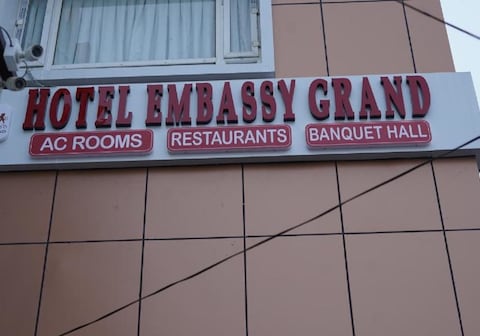 HOTEL EMBASSY GRAND
AC ROOMS RESTAURANTS BANQUET HALL